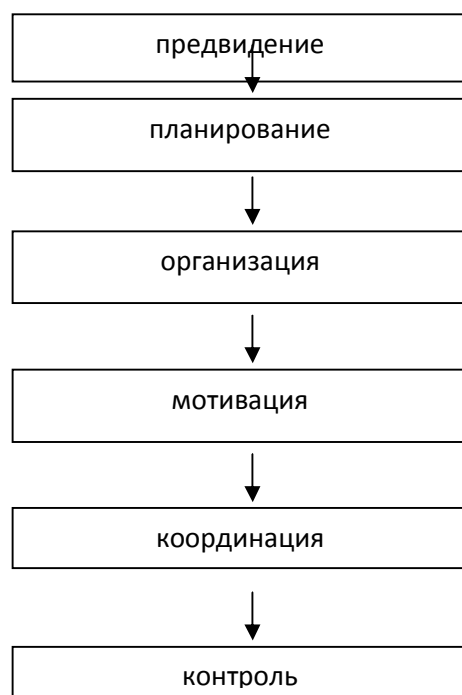 предвидение
планирование
организация
мотивация
координация
контроль